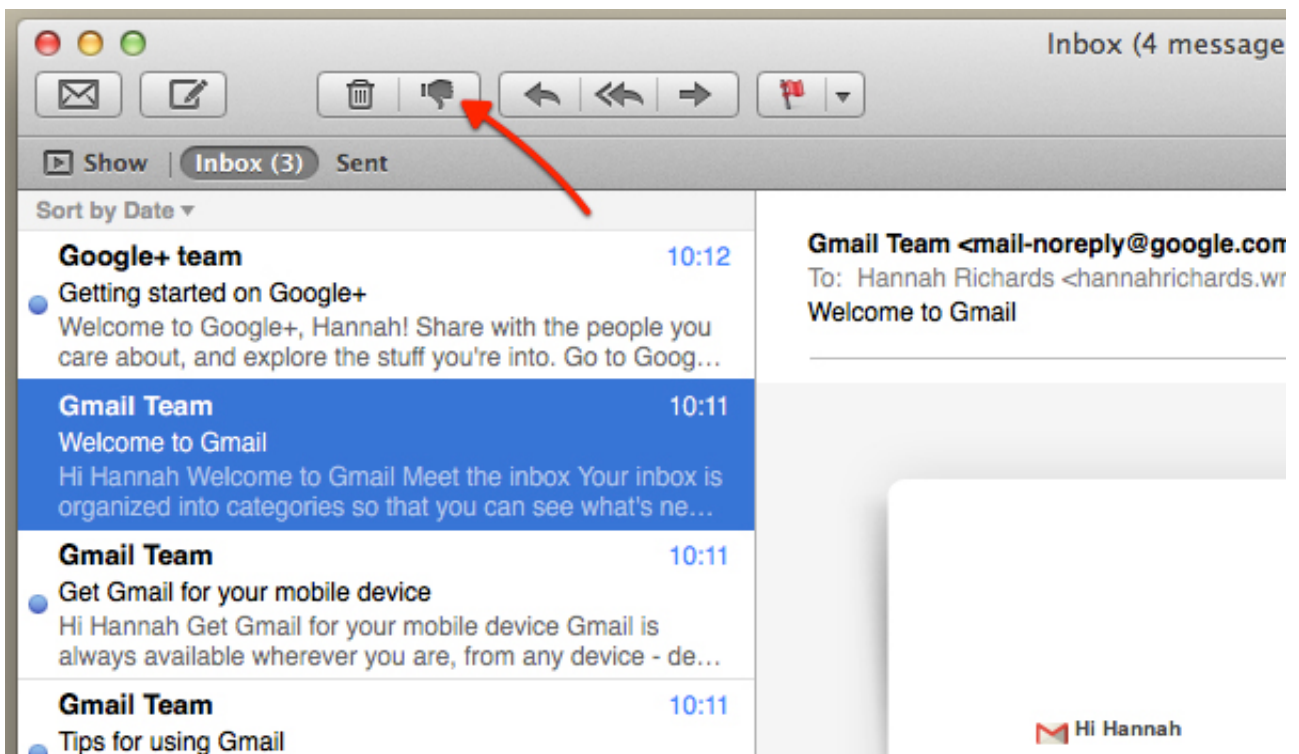 Inbox (4 message
Show | Inbox (3) Sent
Sort by Date ▾
Google+ team 10:12
Getting started on Google+
Welcome to Google+, Hannah! Share with the people you
care about, and explore the stuff you're into. Go to Goog...
Gmail Team 10:11
Welcome to Gmail
Hi Hannah Welcome to Gmail Meet the inbox Your inbox is
organized into categories so that you can see what's ne...
Gmail Team 10:11
Get Gmail for your mobile device
Hi Hannah Get Gmail for your mobile device Gmail is
always available wherever you are, from any device - de...
Gmail Team 10:11
Tips for using Gmail
Gmail Team <mail-noreply@google.com
To: Hannah Richards <hannahrichards.wr
Welcome to Gmail
Hi Hannah